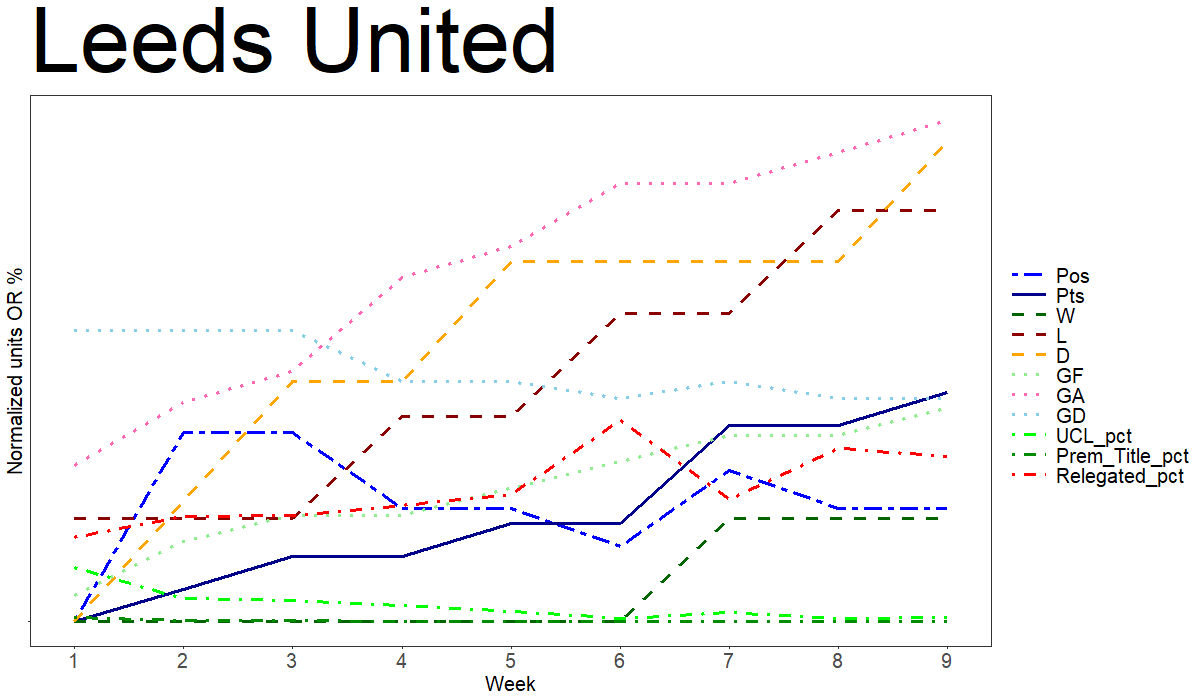 Leeds United
Normalized units OR %
Pos
Pts
W
L
D
GF
GA
GD
UCL_pct
Prem_Title_pct
Relegated_pct
1 2 3 4 5 6 7 8 9
Week